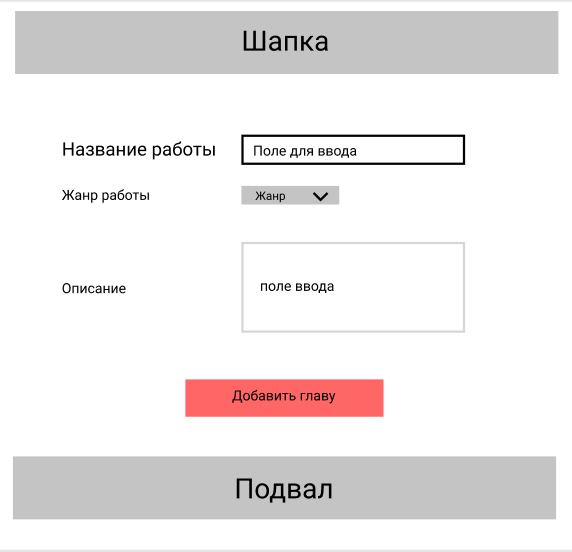 Шапка
Название работы
Поле для ввода
Жанр работы
Жанр
Описание
поле ввода
Добавить главу
Подвал